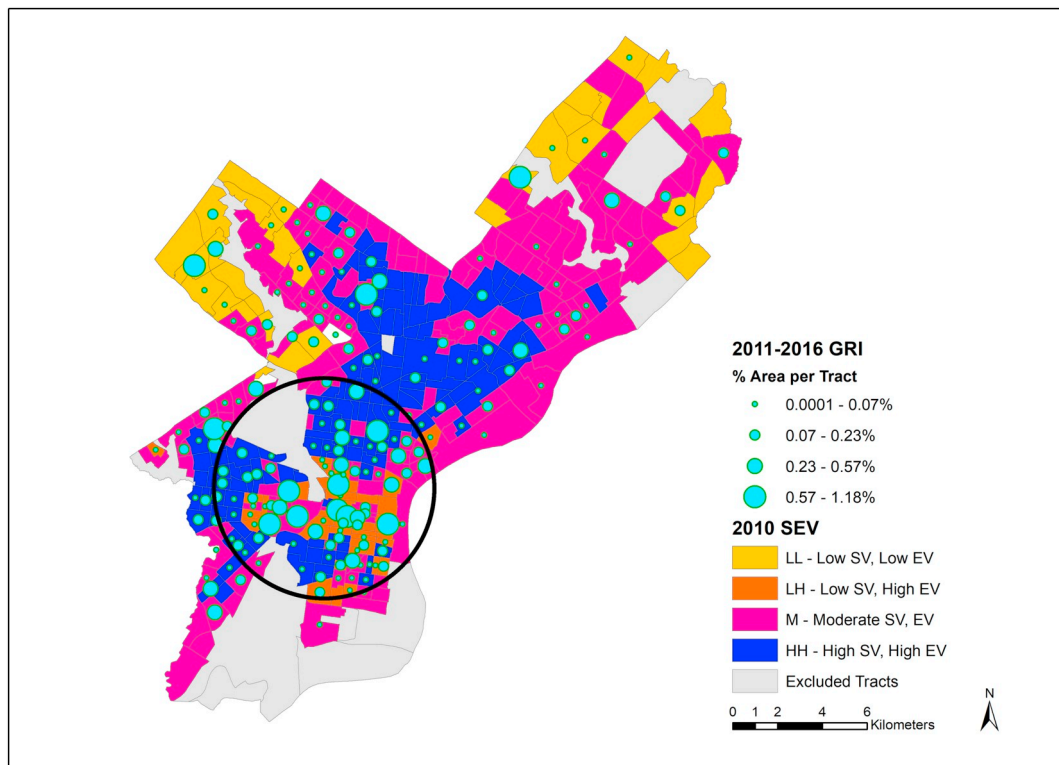 2011-2016 GRI
% Area per Tract
0.0001 - 0.07%
0.07 - 0.23%
0.23 - 0.57%
0.57 - 1.18%
2010 SEV
LL - Low SV, Low EV
LH - Low SV, High EV
M - Moderate SV, EV
HH - High SV, High EV
Excluded Tracts
N
0 1 2 4 6
Kilometers